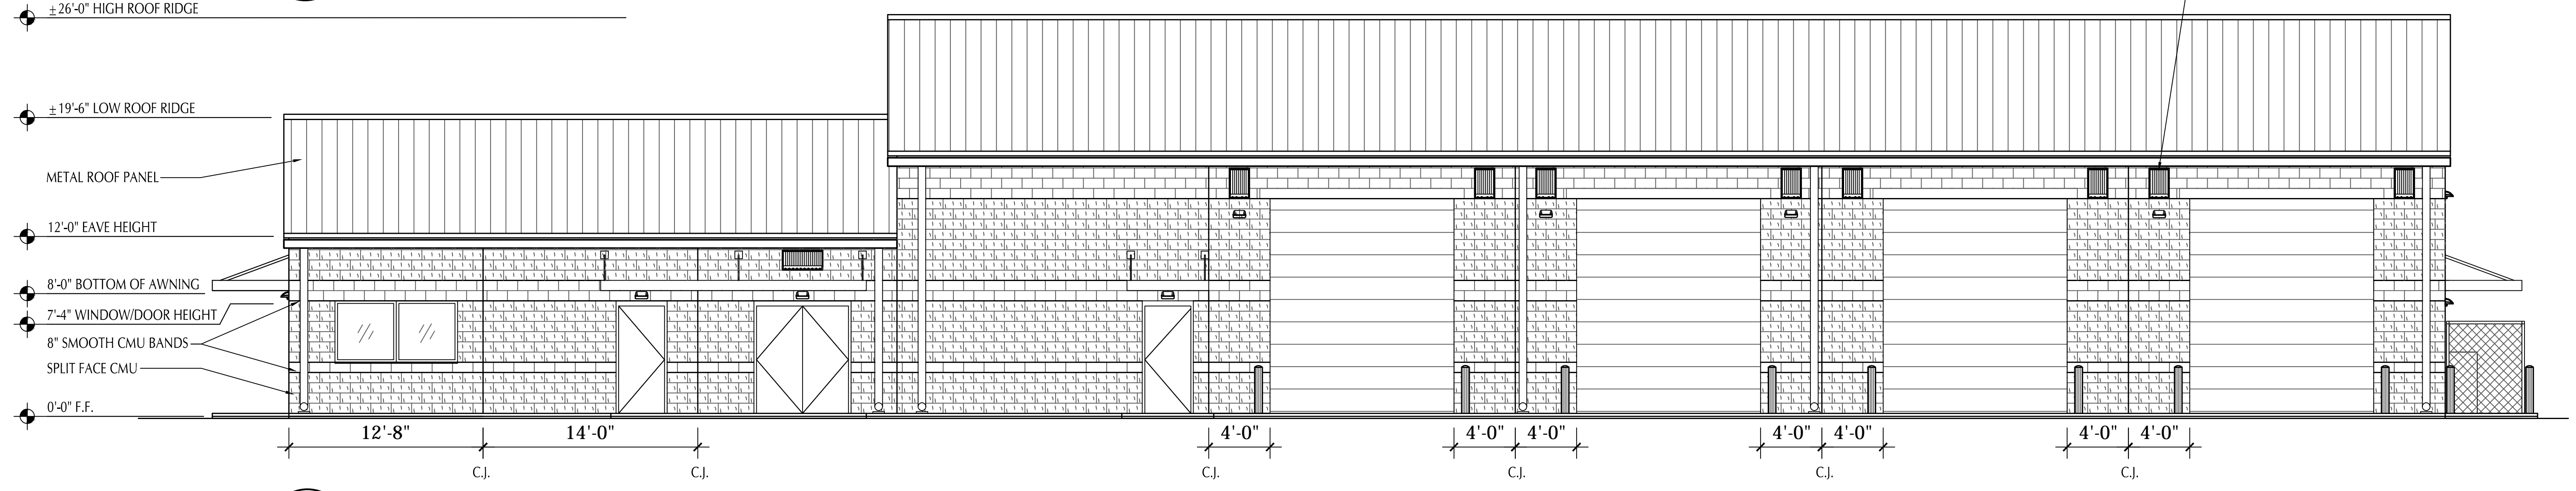 ±26'-0" HIGH ROOF RIDGE
±19'-6" LOW ROOF RIDGE
METAL ROOF PANEL
12'-0" EAVE HEIGHT
8'-0" BOTTOM OF AWNING
7'-4" WINDOW/DOOR HEIGHT
8" SMOOTH CMU BANDS
SPLIT FACE CMU
0'-0" F.F.
12'-8" 14'-0" 4'-0" 4'-0" 4'-0" 4'-0" 4'-0" 4'-0" 4'-0"
C.J. C.J. C.J. C.J. C.J. C.J.